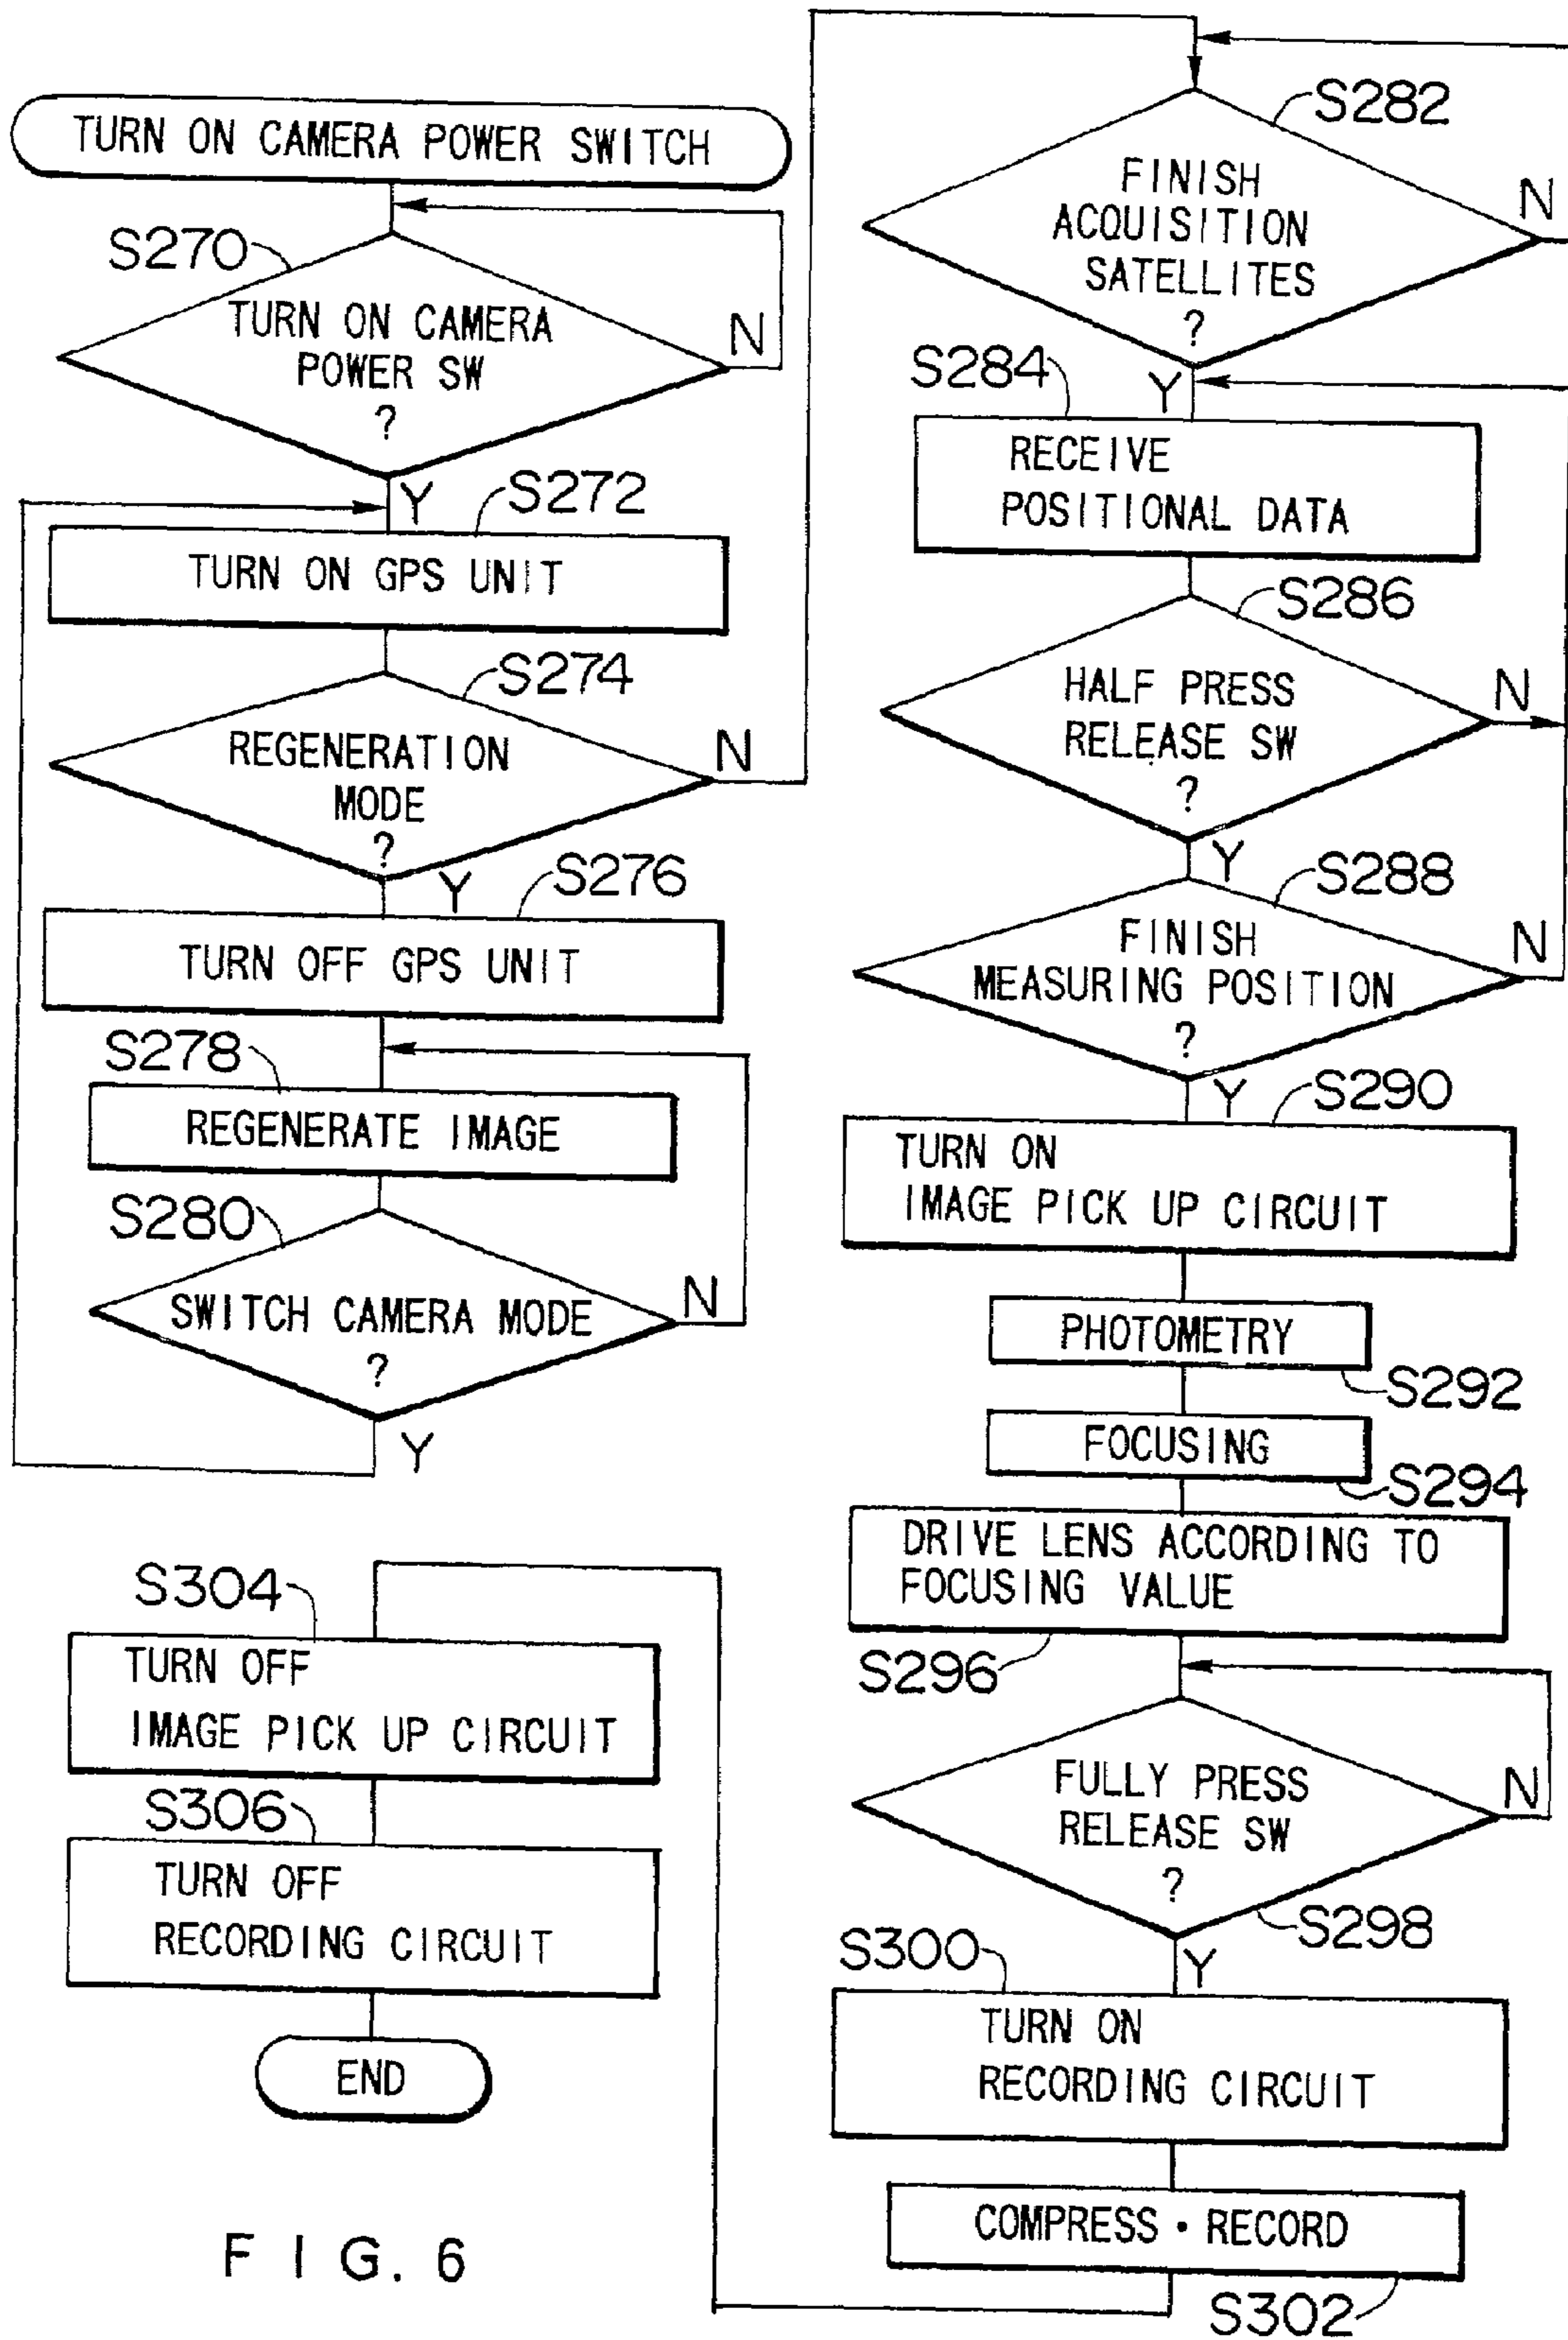 TURN ON CAMERA POWER SWITCH
S270
TURN ON CAMERA
POWER SW
?
N
Y
S272
TURN ON GPS UNIT
S274
REGENERATION
MODE
?
N
Y
S276
TURN OFF GPS UNIT
S278
REGENERATE IMAGE
S280
SWITCH CAMERA MODE
?
N
Y
S282
FINISH
ACQUISITION
SATELLITES
?
N
Y
S284
RECEIVE
POSITIONAL DATA
S286
HALF PRESS
RELEASE SW
?
N
Y
S288
FINISH
MEASURING POSITION
?
N
Y
S290
TURN ON
IMAGE PICK UP CIRCUIT
PHOTOMETRY
S292
FOCUSING
S294
DRIVE LENS ACCORDING TO
FOCUSING VALUE
S296
FULLY PRESS
RELEASE SW
?
N
S298
Y
S300
TURN ON
RECORDING CIRCUIT
COMPRESS・RECORD
S302
S304
TURN OFF
IMAGE PICK UP CIRCUIT
S306
TURN OFF
RECORDING CIRCUIT
END
FIG. 6